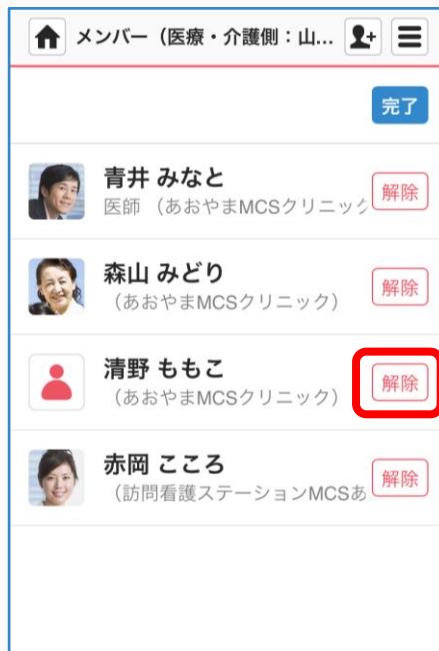 メンバー（医療・介護側：山...
完了
青井 みなと
医師 （あおやまMCSクリニック
解除
森山 みどり
（あおやまMCSクリニック）
解除
清野 ももこ
（あおやまMCSクリニック）
解除
赤岡 こころ
（訪問看護ステーションMCSあ
解除